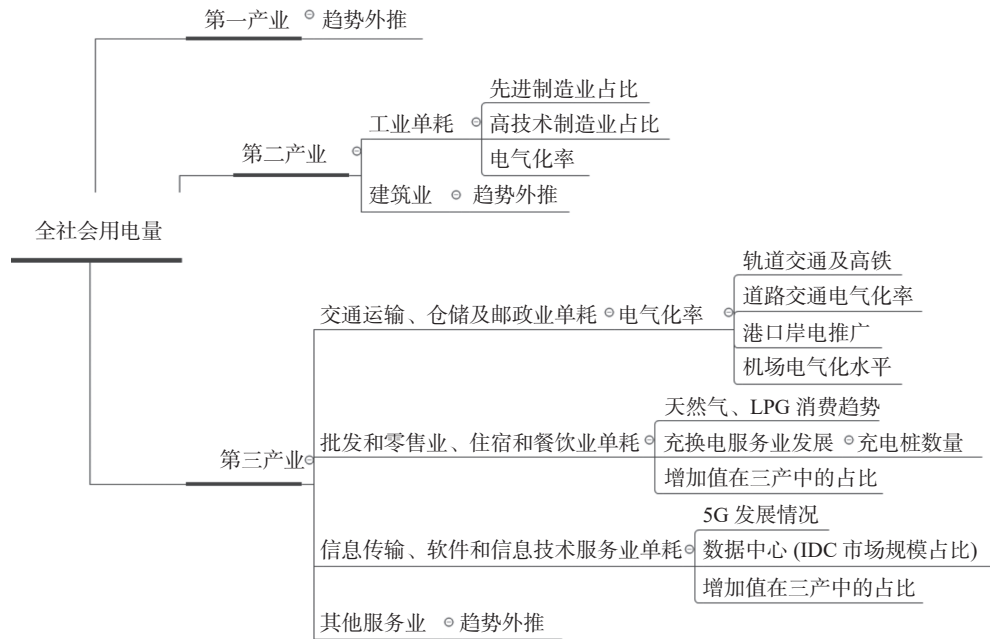 第一产业 趋势外推
先进制造业占比
工业单耗 高技术制造业占比
第二产业
电气化率
建筑业 趋势外推
全社会用电量
轨道交通及高铁
道路交通电气化率
交通运输、仓储及邮政业单耗 电气化率
港口岸电推广
机场电气化水平
天然气、LPG 消费趋势
批发和零售业、住宿和餐饮业单耗 充换电服务业发展 充电桩数量
第三产业
增加值在三产中的占比
5G 发展情况
信息传输、软件和信息技术服务业单耗 数据中心 (IDC 市场规模占比)
增加值在三产中的占比
其他服务业 趋势外推